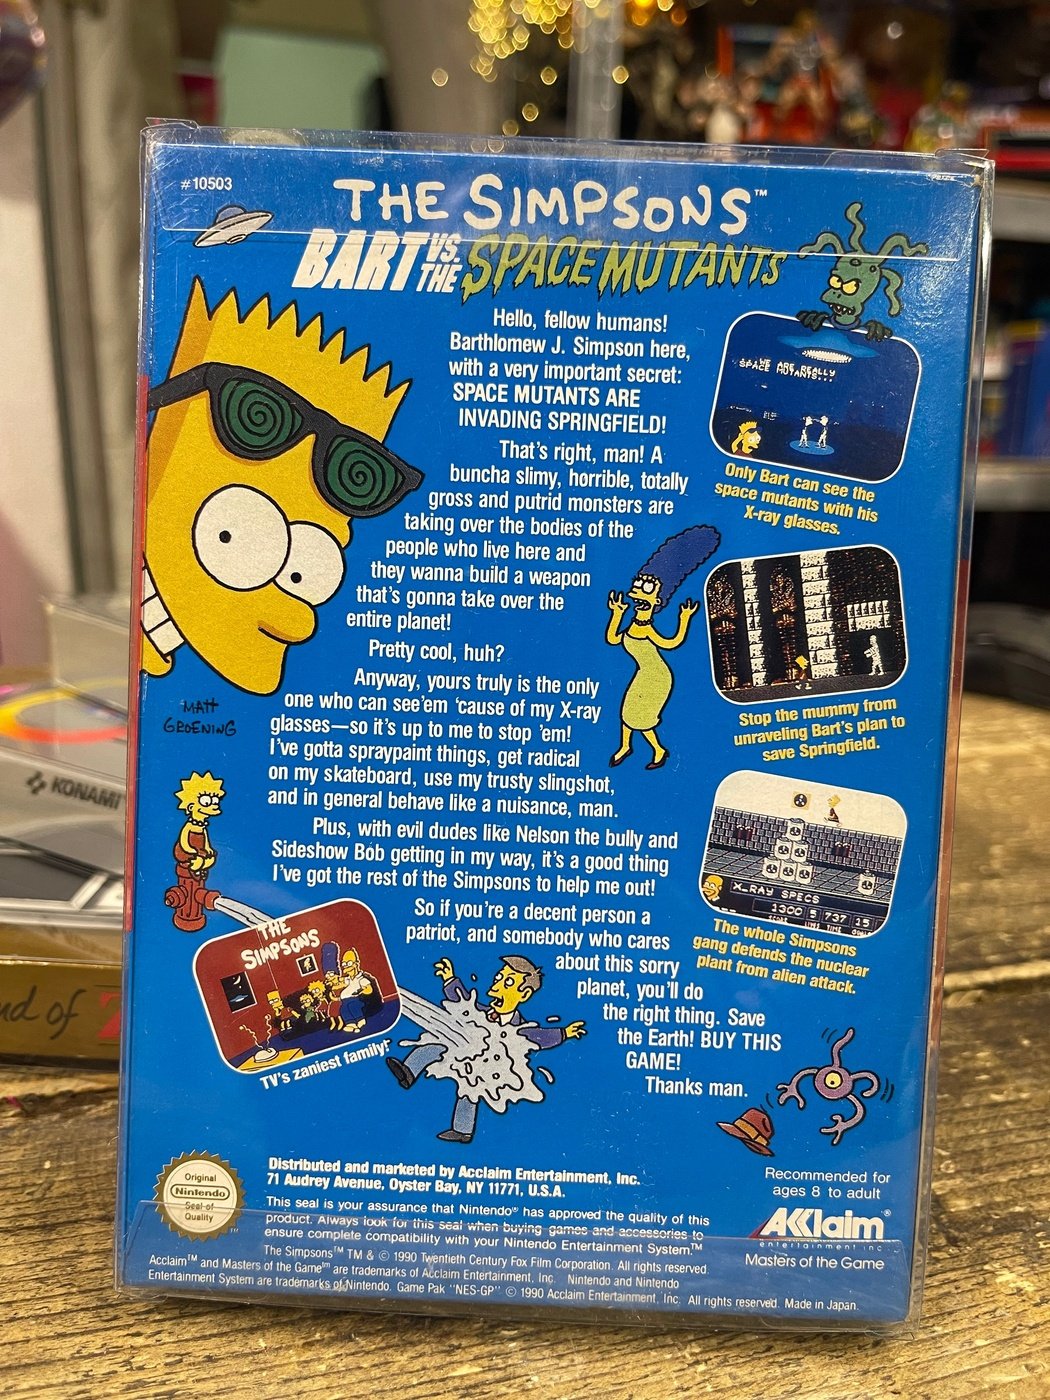 #10503
THE SIMPSONS™
BART VS. THE SPACE MUTANTS
Hello, fellow humans!
Barthlomew J. Simpson here,
with a very important secret:
SPACE MUTANTS ARE
INVADING SPRINGFIELD!
That's right, man! A
buncha slimy, horrible, totally
gross and putrid monsters are
taking over the bodies of the
people who live here and
they wanna build a weapon
that's gonna take over the
entire planet!
Pretty cool, huh?
Anyway, yours truly is the only
one who can see'em 'cause of my X-ray
glasses—so it's up to me to stop 'em!
I've gotta spraypaint things, get radical
on my skateboard, use my trusty slingshot,
and in general behave like a nuisance, man.
Plus, with evil dudes like Nelson the bully and
Sideshow Bob getting in my way, it's a good thing
I've got the rest of the Simpsons to help me out!
So if you're a decent person a
patriot, and somebody who cares
about this sorry
planet, you'll do
the right thing. Save
the Earth! BUY THIS
GAME!
Thanks man.
WE ARE REALLY
SPACE MUTANTS...
Only Bart can see the
space mutants with his
X-ray glasses.
Stop the mummy from
unraveling Bart's plan to
save Springfield.
X-RAY SPECS
1300 5 737 15
SCORE LIVES TIME GOALS
The whole Simpsons
gang defends the nuclear
plant from alien attack.
MATT
GROENING
THE
SIMPSONS
TV's zaniest family!
KONAMI
nd of
Original
Nintendo
Seal of
Quality
Distributed and marketed by Acclaim Entertainment, Inc.
71 Audrey Avenue, Oyster Bay, NY 11771, U.S.A.
This seal is your assurance that Nintendo® has approved the quality of this
product. Always look for this seal when buying games and accessories to
ensure complete compatibility with your Nintendo Entertainment System.™
The Simpsons™ TM & © 1990 Twentieth Century Fox Film Corporation. All rights reserved.
Acclaim™ and Masters of the Game™ are trademarks of Acclaim Entertainment, Inc. Nintendo and Nintendo
Entertainment System are trademarks of Nintendo. Game Pak "NES-GP" © 1990 Acclaim Entertainment, Inc. All rights reserved. Made in Japan.
Recommended for
ages 8 to adult
AKKlaim®
entertainment inc.
Masters of the Game